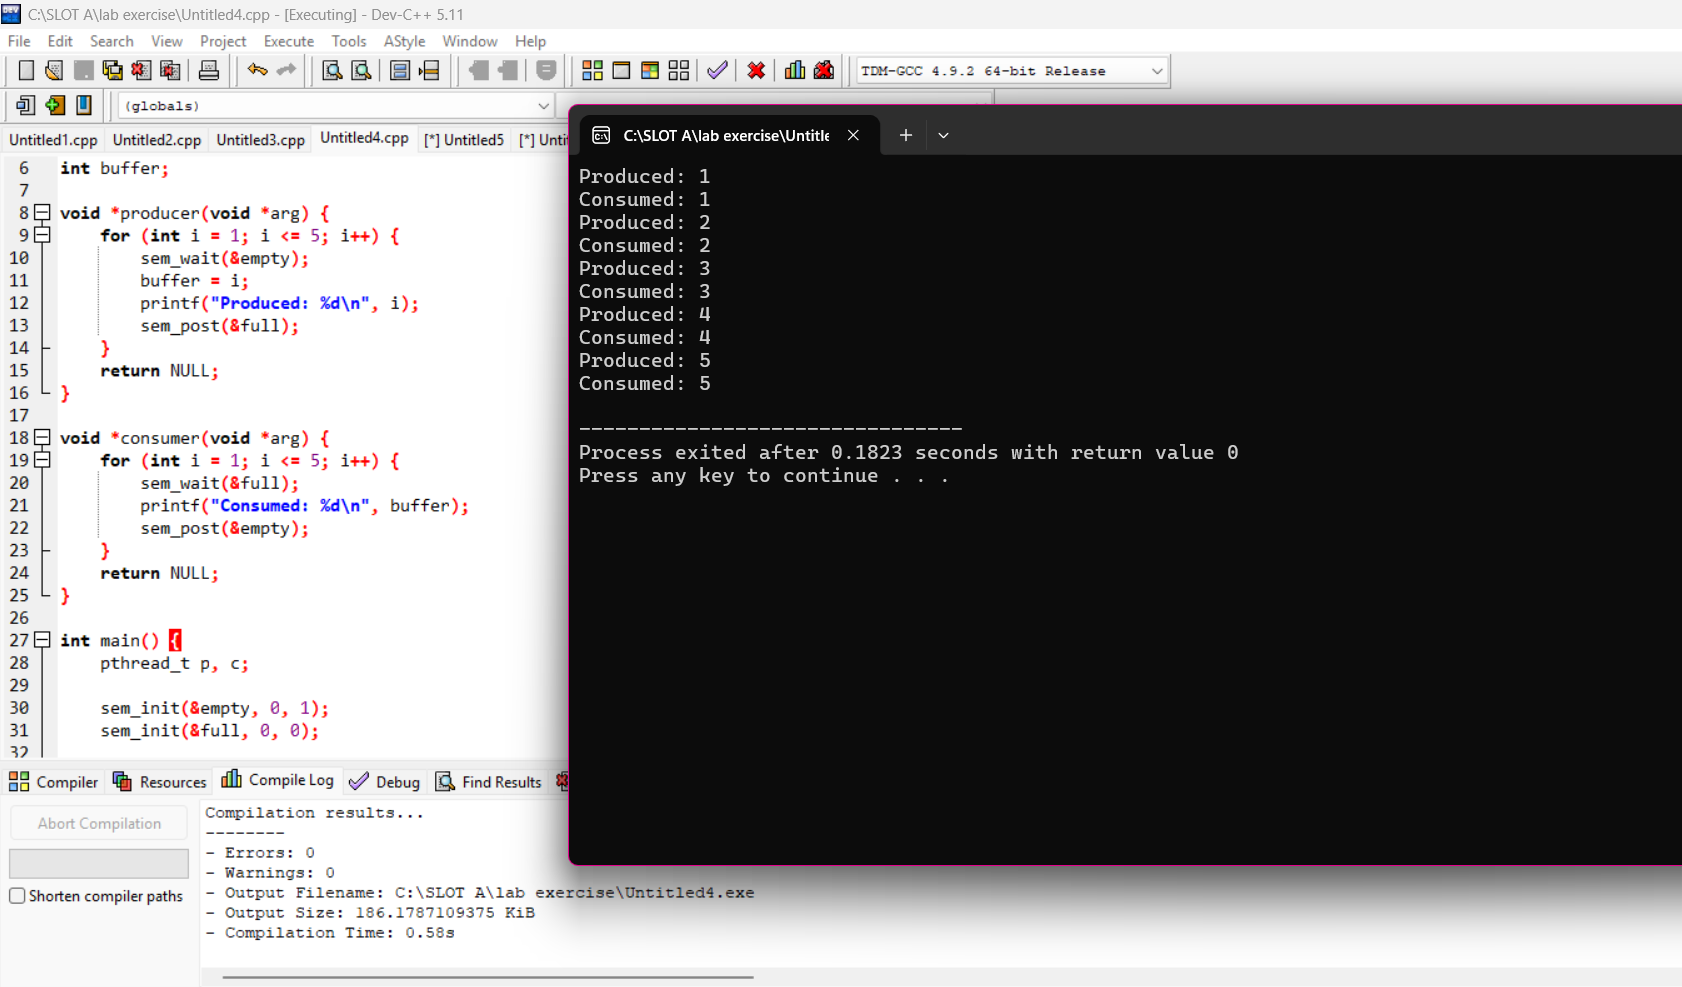 C:\SLOT A\lab exercise\Untitled4.cpp - [Executing] - Dev-C++ 5.11
File Edit Search View Project Execute Tools AStyle Window Help
TDM-GCC 4.9.2 64-bit Release
(globals)
Untitled1.cpp Untitled2.cpp Untitled3.cpp Untitled4.cpp [*] Untitled5 [*] Unti
6 int buffer;
7
8 void *producer(void *arg) {
9 for (int i = 1; i <= 5; i++) {
10 sem_wait(&empty);
11 buffer = i;
12 printf("Produced: %d\n", i);
13 sem_post(&full);
14 }
15 return NULL;
16 }
17
18 void *consumer(void *arg) {
19 for (int i = 1; i <= 5; i++) {
20 sem_wait(&full);
21 printf("Consumed: %d\n", buffer);
22 sem_post(&empty);
23 }
24 return NULL;
25 }
26
27 int main() {
28 pthread_t p, c;
29
30 sem_init(&empty, 0, 1);
31 sem_init(&full, 0, 0);
32
C:\SLOT A\lab exercise\Untitle
Produced: 1
Consumed: 1
Produced: 2
Consumed: 2
Produced: 3
Consumed: 3
Produced: 4
Consumed: 4
Produced: 5
Consumed: 5
--------------------------------
Process exited after 0.1823 seconds with return value 0
Press any key to continue . . .
Compiler Resources Compile Log Debug Find Results
Abort Compilation
Shorten compiler paths
Compilation results...
--------
- Errors: 0
- Warnings: 0
- Output Filename: C:\SLOT A\lab exercise\Untitled4.exe
- Output Size: 186.1787109375 KiB
- Compilation Time: 0.58s